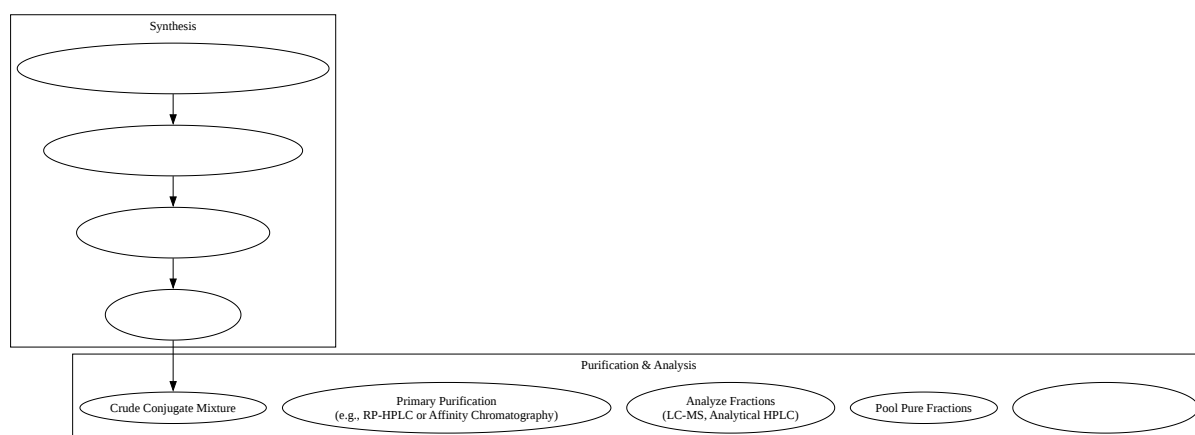 Synthesis
Purification & Analysis
Crude Conjugate Mixture
Primary Purification
(e.g., RP-HPLC or Affinity Chromatography)
Analyze Fractions
(LC-MS, Analytical HPLC)
Pool Pure Fractions